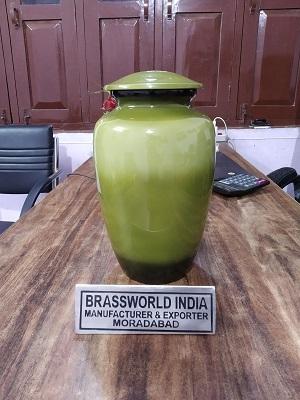 BRASSWORLD INDIA
MANUFACTURER & EXPORTER
MORADABAD